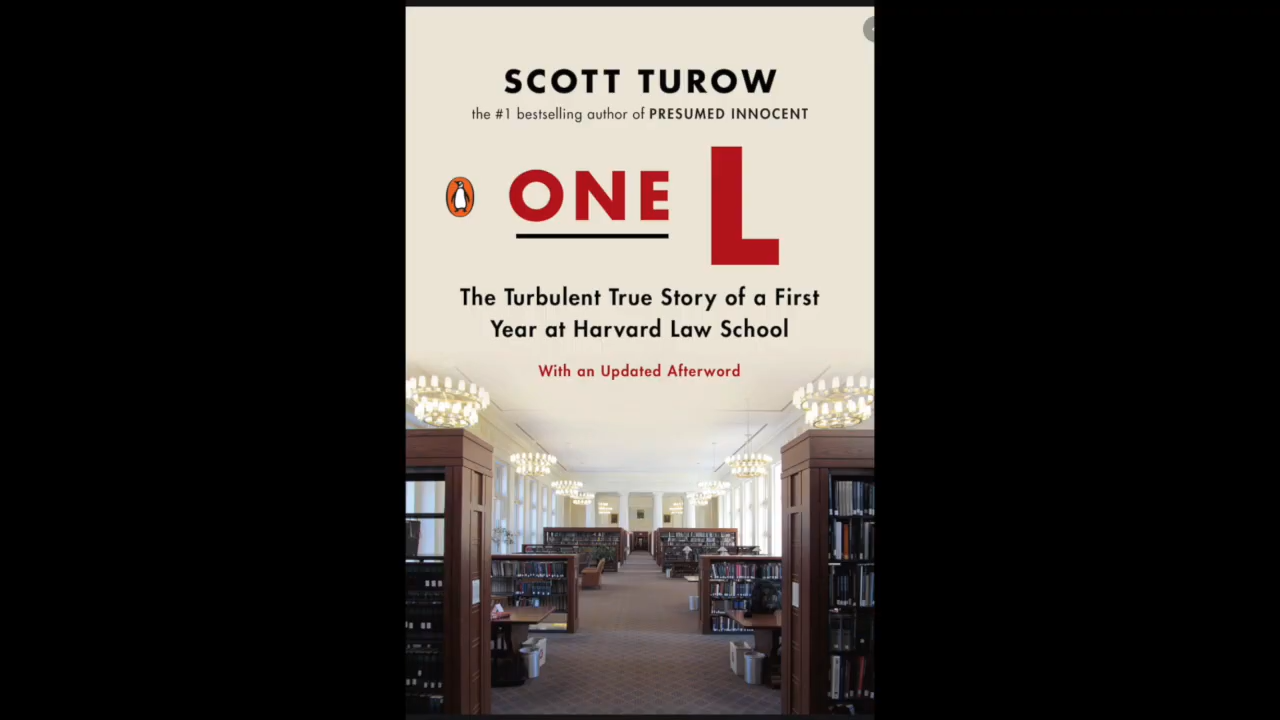 SCOTT TUROW
the #1 bestselling author of PRESUMED INNOCENT
ONE L
The Turbulent True Story of a First
Year at Harvard Law School
With an Updated Afterword